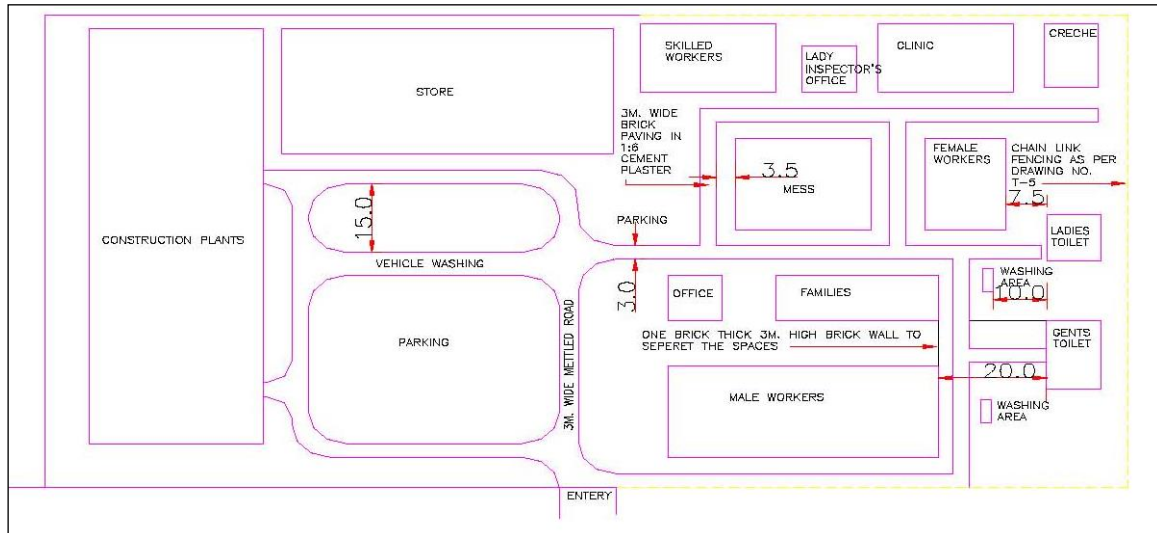 SKILLED
WORKERS
LADY
INSPECTOR'S
OFFICE
CLINIC
CRECHE
STORE
3M. WIDE
BRICK
PAVING IN
1:6
CEMENT
PLASTER
3.5
MESS
FEMALE
WORKERS
CHAIN LINK
FENCING AS PER
DRAWING NO.
T-5
7.5
15.0
PARKING
LADIES
TOILET
CONSTRUCTION PLANTS
VEHICLE WASHING
3.0
OFFICE
FAMILIES
WASHING
AREA
10.0
PARKING
3M. WIDE METTLED ROAD
ONE BRICK THICK 3M. HIGH BRICK WALL TO
SEPERET THE SPACES
GENTS
TOILET
20.0
MALE WORKERS
WASHING
AREA
ENTERY